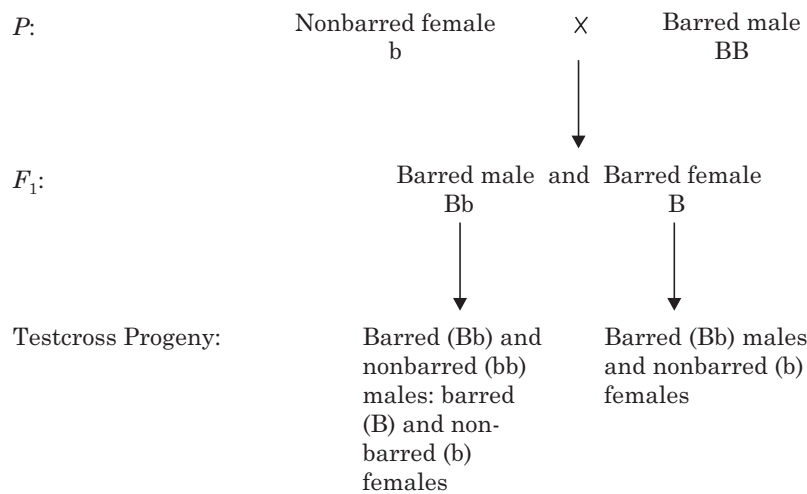 P: Nonbarred female × Barred male
b BB
F₁: Barred male and Barred female
Bb B
Testcross Progeny: Barred (Bb) and Barred (Bb) males
nonbarred (bb) and nonbarred (b)
males: barred females
(B) and non-
barred (b)
females